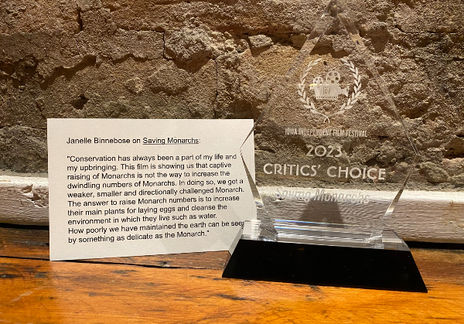 Janelle Binnebose on Saving Monarchs:
"Conservation has always been a part of my life and
my upbringing. This film is showing us that captive
raising of Monarchs is not the way to increase the
dwindling numbers of Monarchs. In doing so, we got a
weaker, smaller and directionally challenged Monarch.
The answer to raise Monarch numbers is to increase
their main plants for laying eggs and cleanse the
environment in which they live such as water.
How poorly we have maintained the earth can be seen
by something as delicate as the Monarch."
IOWA INDEPENDENT FILM FESTIVAL
2023
CRITICS' CHOICE
Saving Monarchs